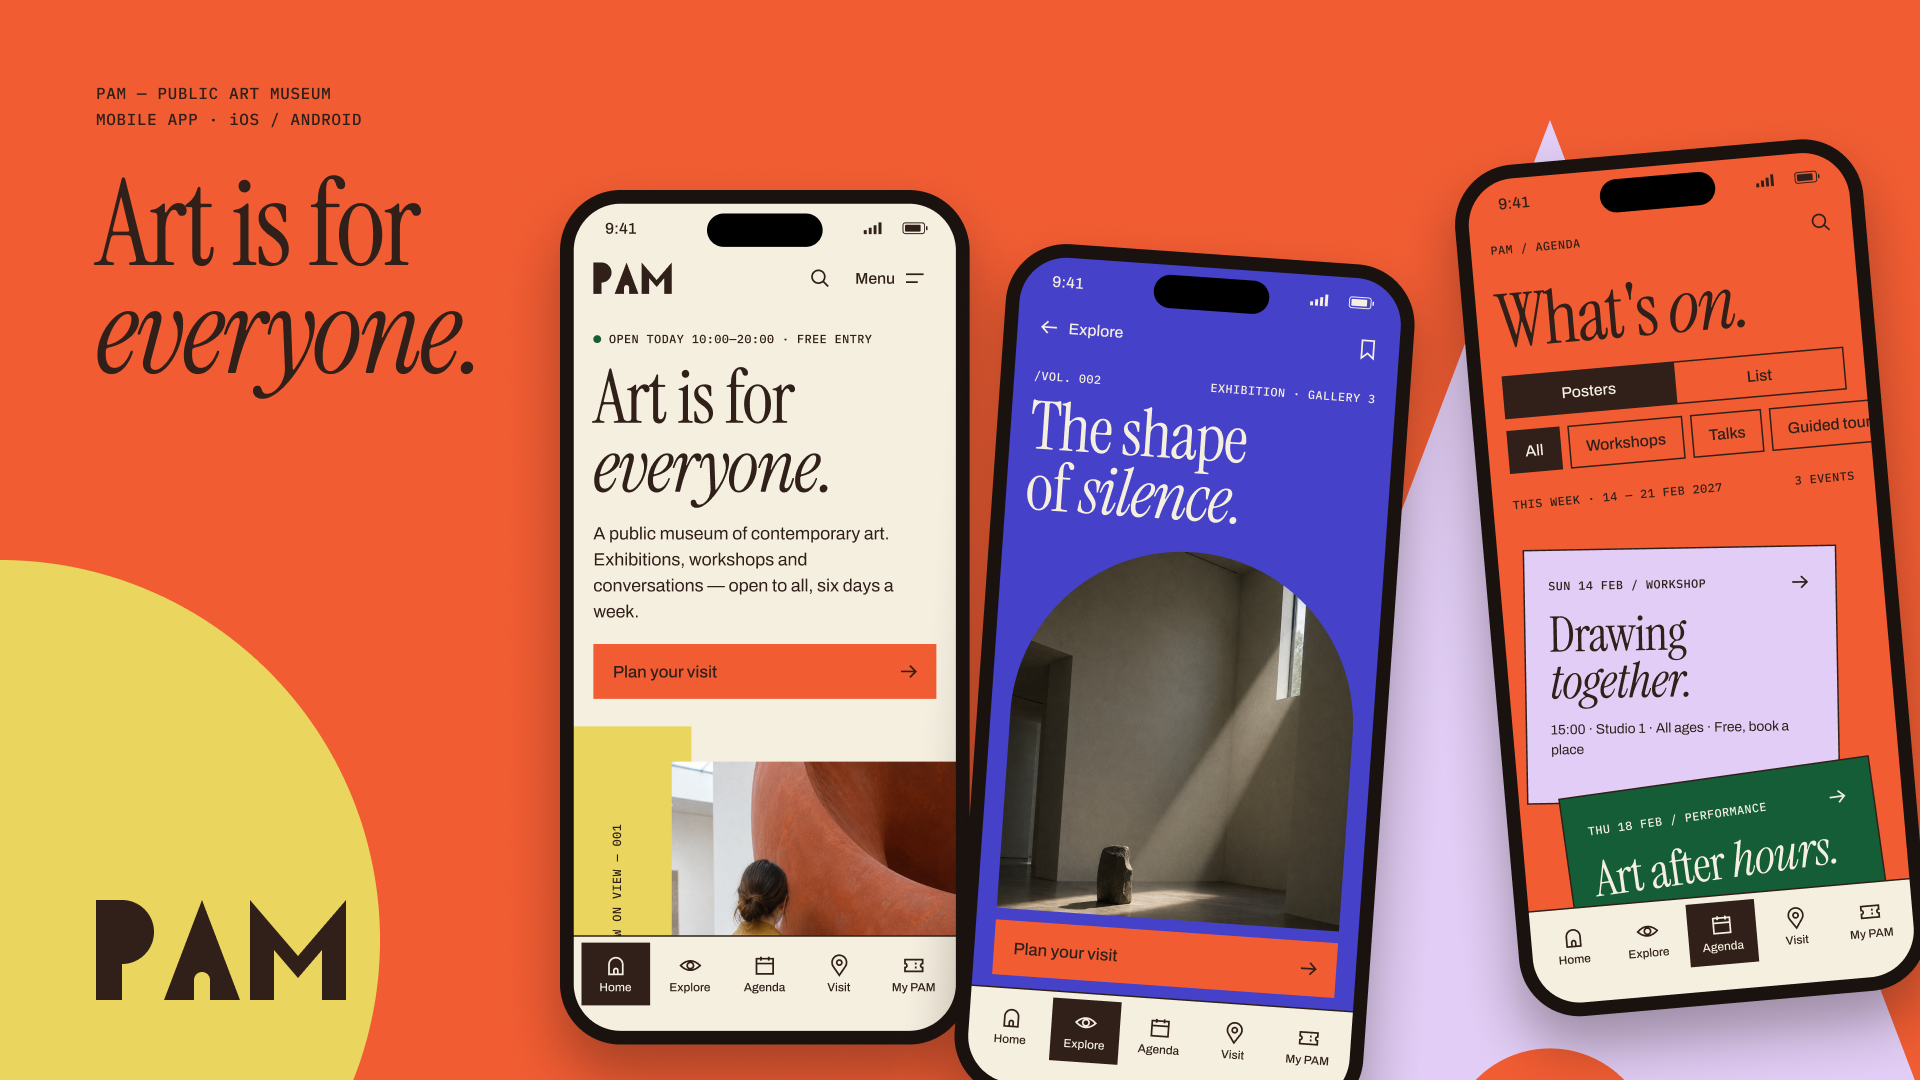 PAM — PUBLIC ART MUSEUM
MOBILE APP · iOS / ANDROID
Art is for
everyone.
PAM
9:41
PAM
Menu
OPEN TODAY 10:00—20:00 · FREE ENTRY
Art is for
everyone.
A public museum of contemporary art.
Exhibitions, workshops and
conversations — open to all, six days a
week.
Plan your visit
ON VIEW — 001
Home
Explore
Agenda
Visit
My PAM
9:41
Explore
/VOL. 002
EXHIBITION · GALLERY 3
The shape
of silence.
Plan your visit
Home
Explore
Agenda
Visit
My PAM
9:41
PAM / AGENDA
What's on.
Posters
List
All
Workshops
Talks
Guided tour
THIS WEEK · 14 — 21 FEB 2027
3 EVENTS
SUN 14 FEB / WORKSHOP
Drawing
together.
15:00 · Studio 1 · All ages · Free, book a
place
THU 18 FEB / PERFORMANCE
Art after hours.
Home
Explore
Agenda
Visit
My PAM